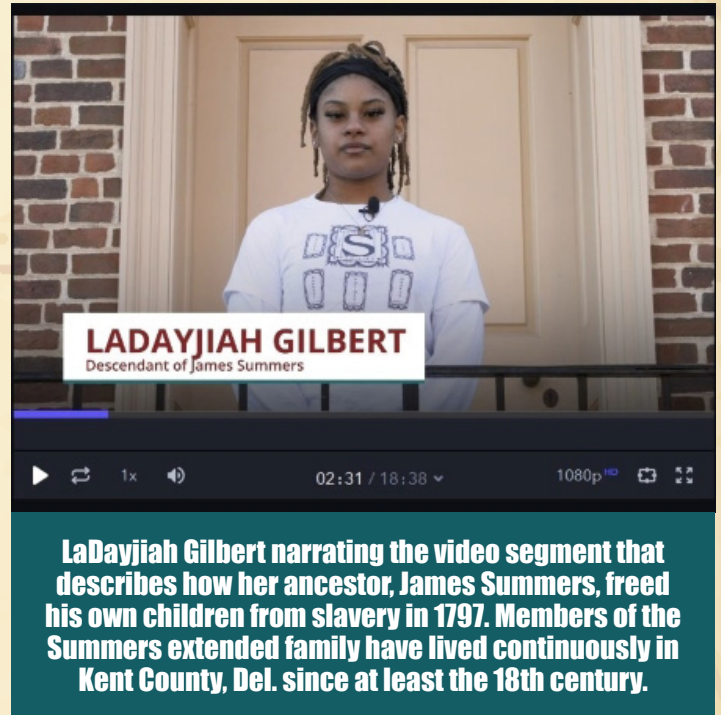 S
LADAYJIAH GILBERT
Descendant of James Summers
1x
02:31 / 18:38
1080p HD
LaDayjiah Gilbert narrating the video segment that
describes how her ancestor, James Summers, freed
his own children from slavery in 1797. Members of the
Summers extended family have lived continuously in
Kent County, Del. since at least the 18th century.